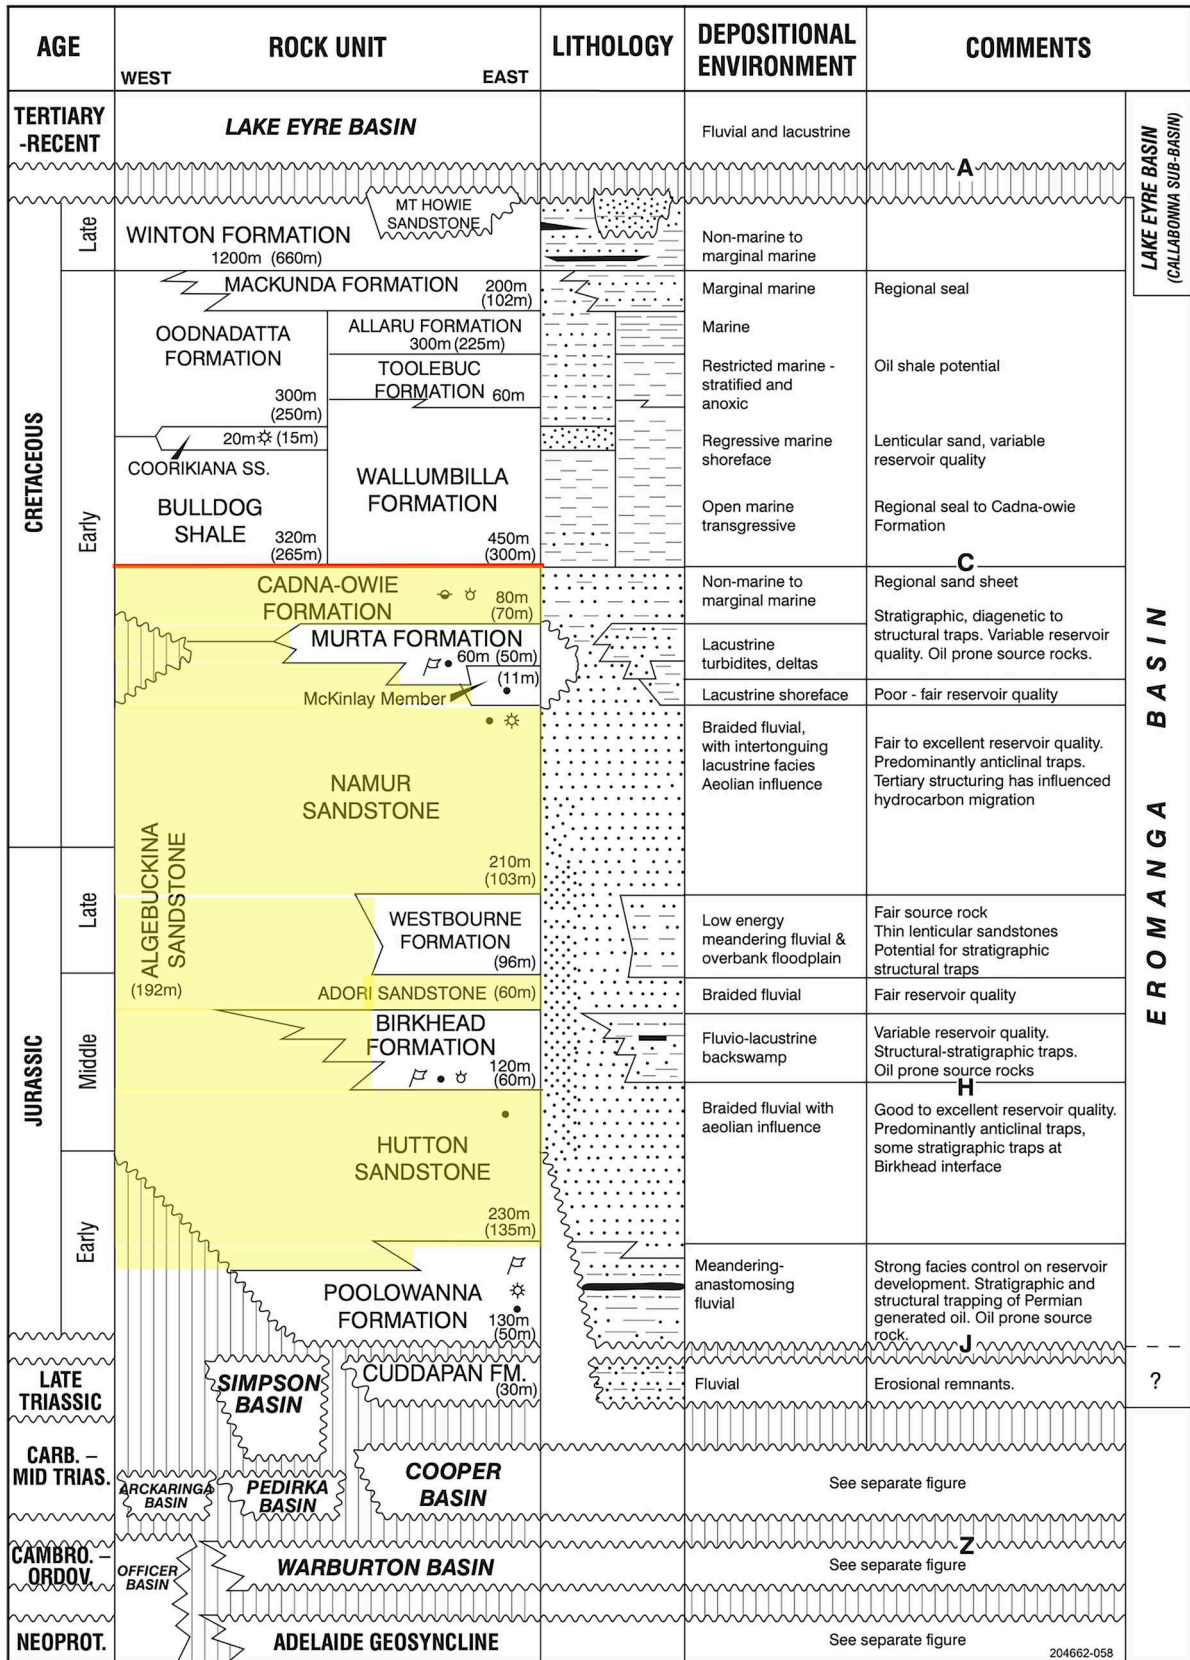 AGE
ROCK UNIT
WEST
EAST
LITHOLOGY
DEPOSITIONAL
ENVIRONMENT
COMMENTS
TERTIARY
-RECENT
LAKE EYRE BASIN
Fluvial and lacustrine
A
LAKE EYRE BASIN
(CALLABONNA SUB-BASIN)
CRETACEOUS
Late
MT HOWIE
SANDSTONE
WINTON FORMATION
1200m (660m)
Non-marine to
marginal marine
Early
MACKUNDA FORMATION
200m
(102m)
Marginal marine
Regional seal
OODNADATTA
FORMATION
300m
(250m)
ALLARU FORMATION
300m (225m)
Marine
TOOLEBUC
FORMATION 60m
Restricted marine -
stratified and
anoxic
Oil shale potential
20m (15m)
COORIKIANA SS.
Regressive marine
shoreface
Lenticular sand, variable
reservoir quality
BULLDOG
SHALE
320m
(265m)
WALLUMBILLA
FORMATION
450m
(300m)
Open marine
transgressive
Regional seal to Cadna-owie
Formation
C
CADNA-OWIE
FORMATION
80m
(70m)
Non-marine to
marginal marine
Regional sand sheet
Stratigraphic, diagenetic to
structural traps. Variable reservoir
quality. Oil prone source rocks.
MURTA FORMATION
60m (50m)
Lacustrine
turbidites, deltas
(11m)
McKinlay Member
Lacustrine shoreface
Poor - fair reservoir quality
EROMANGA BASIN
NAMUR
SANDSTONE
210m
(103m)
Braided fluvial,
with intertonguing
lacustrine facies
Aeolian influence
Fair to excellent reservoir quality.
Predominantly anticlinal traps.
Tertiary structuring has influenced
hydrocarbon migration
ALGEBUCKINA
SANDSTONE
(192m)
JURASSIC
Late
WESTBOURNE
FORMATION
(96m)
Low energy
meandering fluvial &
overbank floodplain
Fair source rock
Thin lenticular sandstones
Potential for stratigraphic
structural traps
Middle
ADORI SANDSTONE (60m)
Braided fluvial
Fair reservoir quality
BIRKHEAD
FORMATION
120m
(60m)
Fluvio-lacustrine
backswamp
Variable reservoir quality.
Structural-stratigraphic traps.
Oil prone source rocks
H
HUTTON
SANDSTONE
230m
(135m)
Braided fluvial with
aeolian influence
Good to excellent reservoir quality.
Predominantly anticlinal traps,
some stratigraphic traps at
Birkhead interface
Early
POOLOWANNA
FORMATION
130m
(50m)
Meandering-
anastomosing
fluvial
Strong facies control on reservoir
development. Stratigraphic and
structural trapping of Permian
generated oil. Oil prone source
rock.
J
LATE
TRIASSIC
SIMPSON
BASIN
CUDDAPAN FM.
(30m)
Fluvial
Erosional remnants.
?
CARB. –
MID TRIAS.
ARCKARINGA
BASIN
PEDIRKA
BASIN
COOPER
BASIN
See separate figure
Z
CAMBRO. –
ORDOV.
OFFICER
BASIN
WARBURTON BASIN
See separate figure
NEOPROT.
ADELAIDE GEOSYNCLINE
See separate figure
204662-058